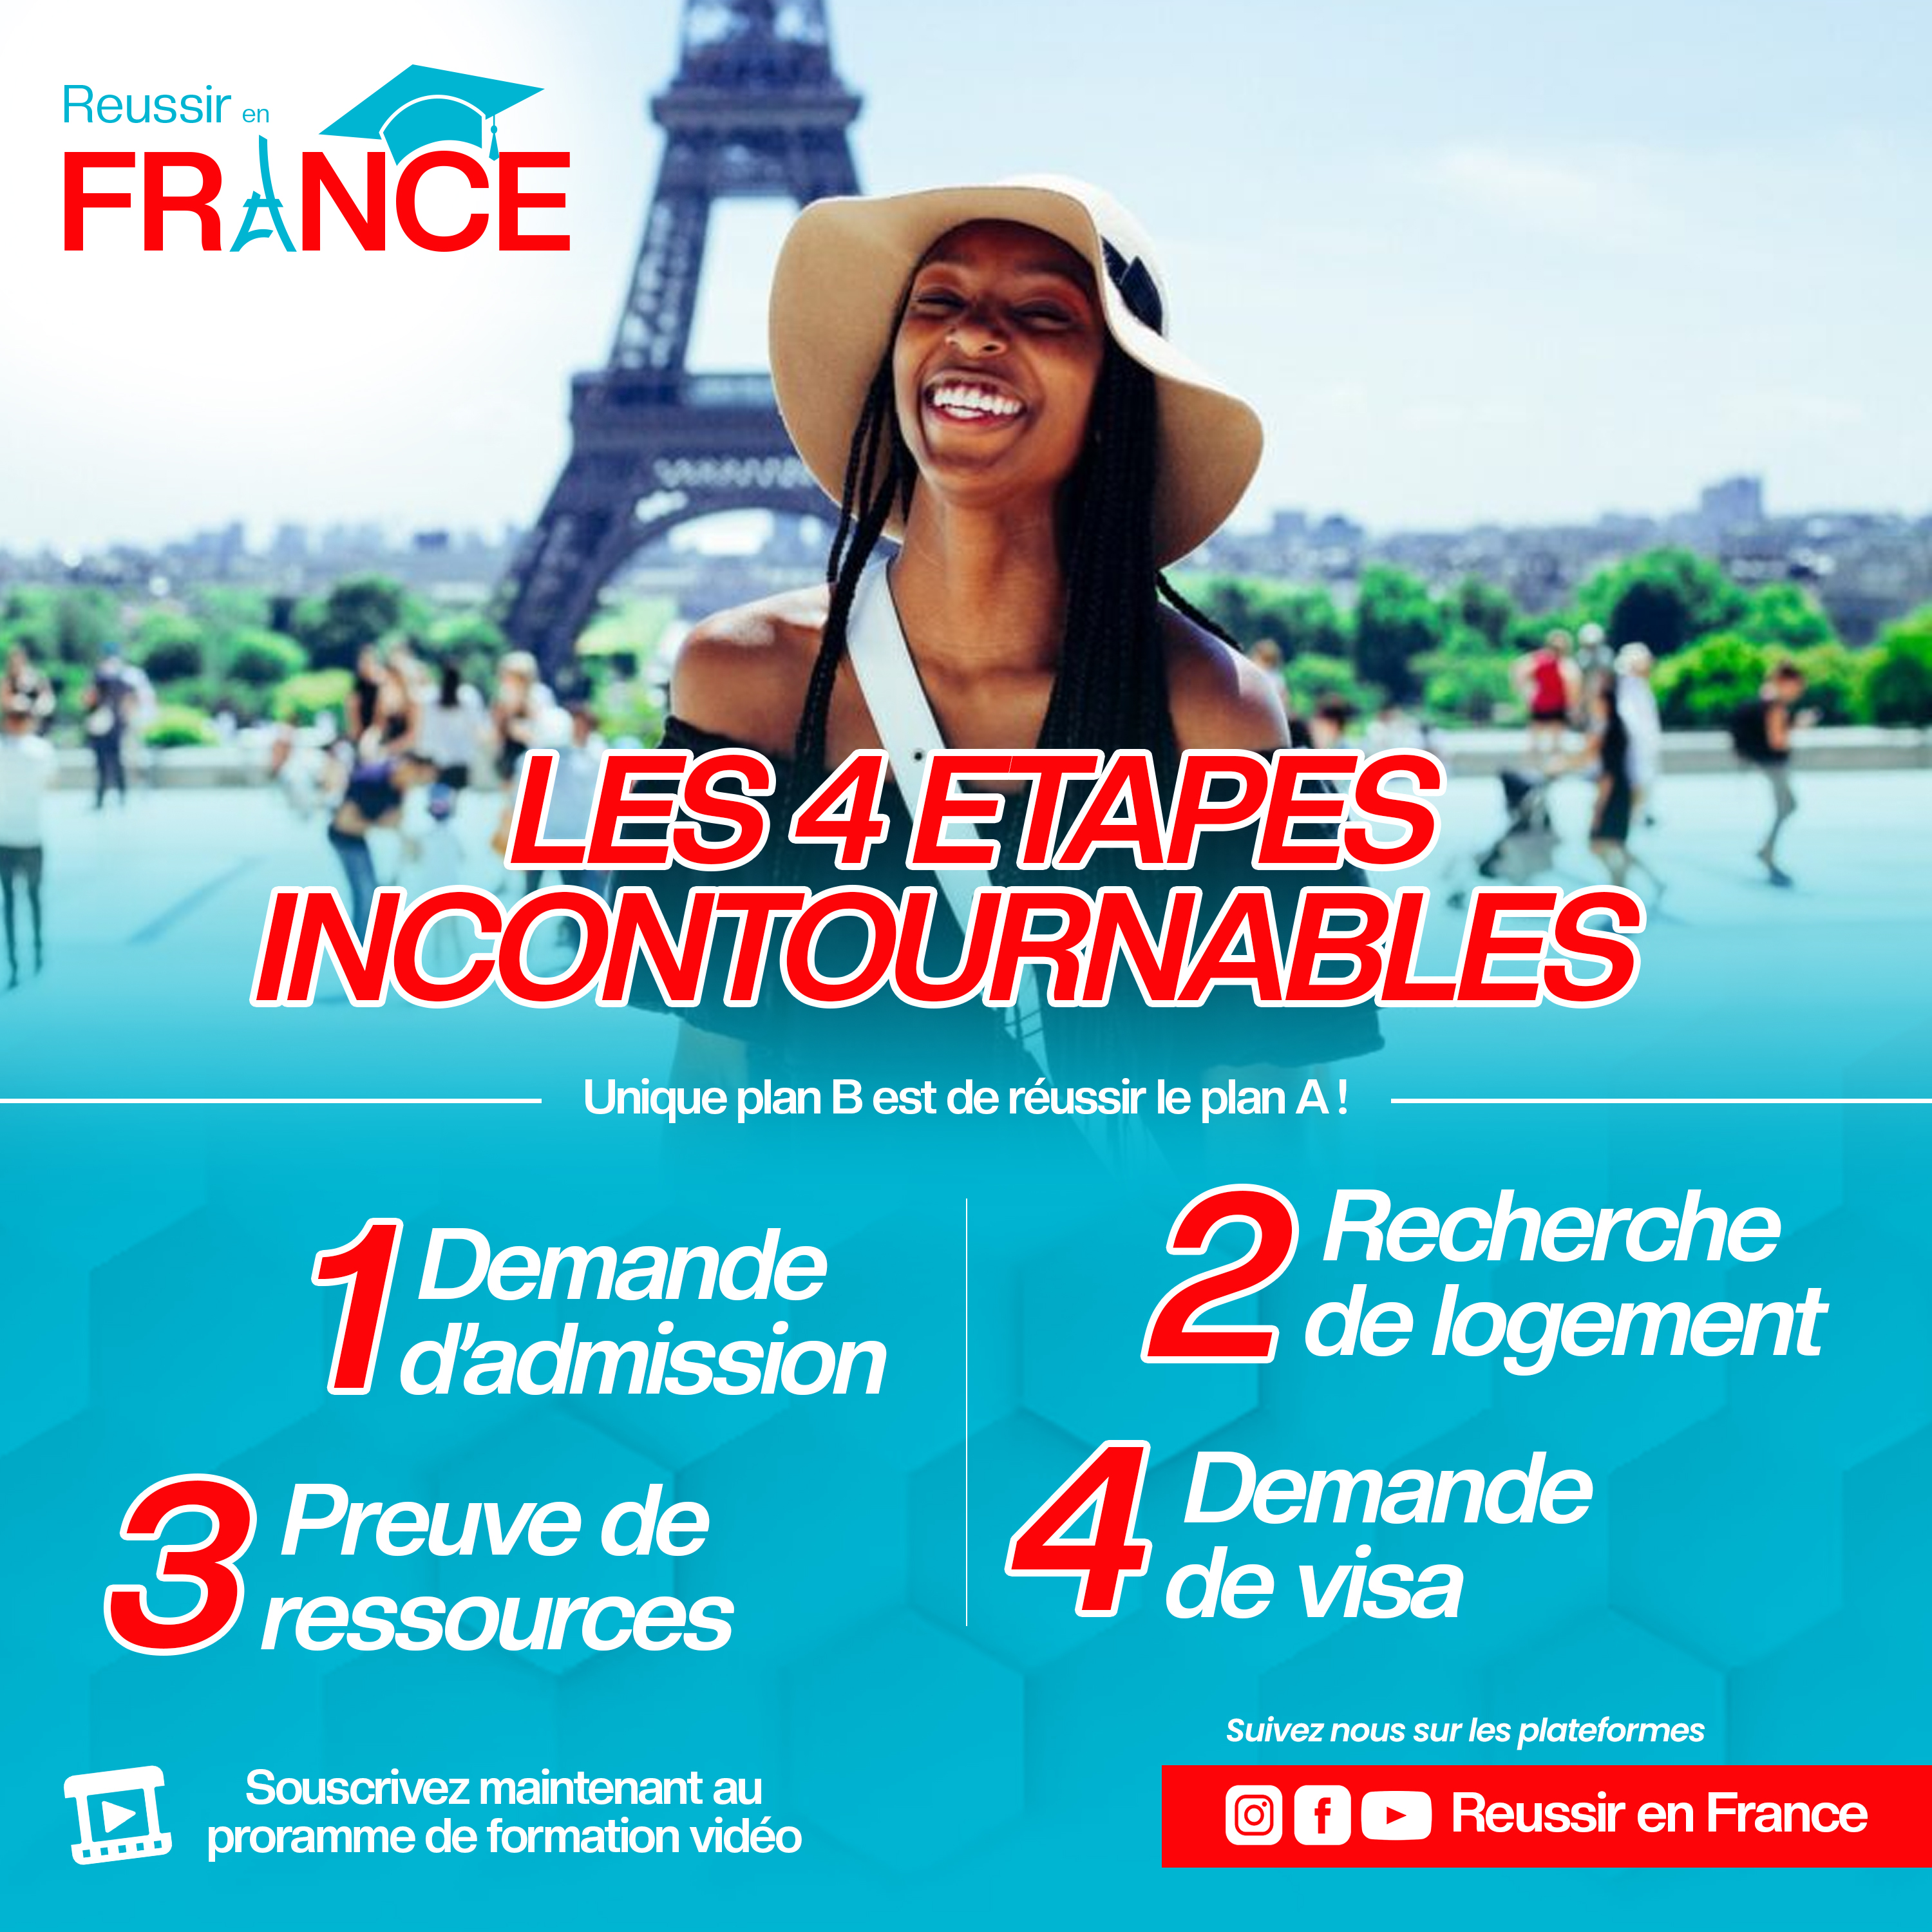 Reussir en
FRANCE
LES 4 ETAPES
INCONTOURNABLES
Unique plan B est de réussir le plan A !
1 Demande
d’admission
2 Recherche
de logement
3 Preuve de
ressources
4 Demande
de visa
Suivez nous sur les plateformes
Reussir en France
Souscrivez maintenant au
proramme de formation vidéo